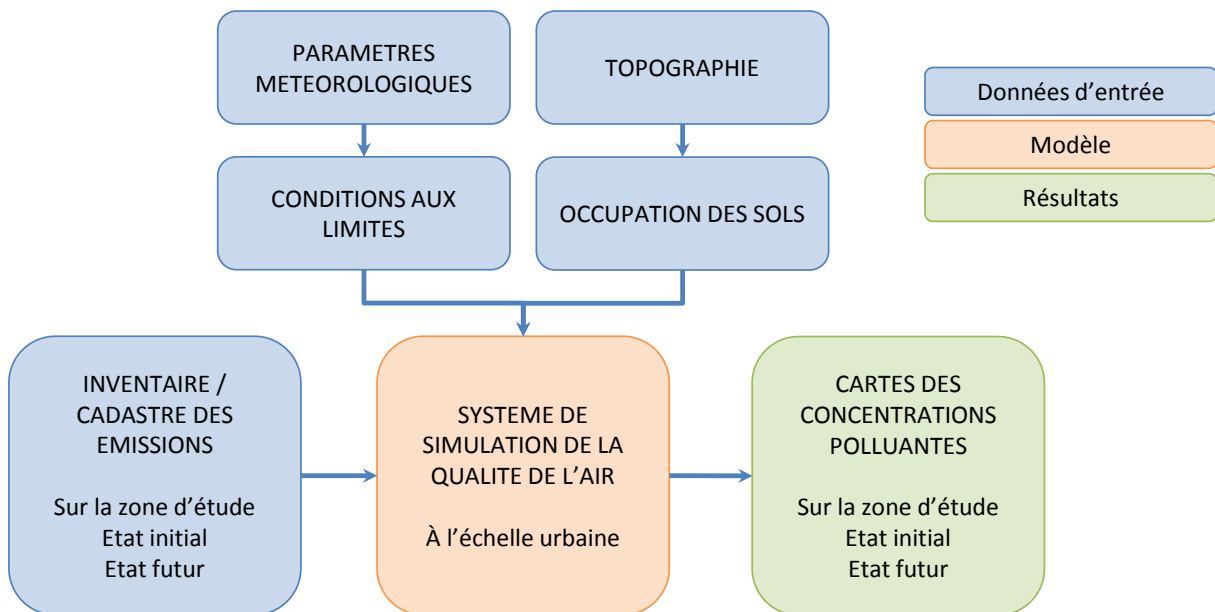 PARAMETRES
METEOROLOGIQUES
TOPOGRAPHIE
Données d’entrée
Modèle
Résultats
CONDITIONS AUX
LIMITES
OCCUPATION DES SOLS
INVENTAIRE /
CADASTRE DES
EMISSIONS
Sur la zone d’étude
Etat initial
Etat futur
SYSTEME DE
SIMULATION DE LA
QUALITE DE L’AIR
À l’échelle urbaine
CARTES DES
CONCENTRATIONS
POLLUANTES
Sur la zone d’étude
Etat initial
Etat futur